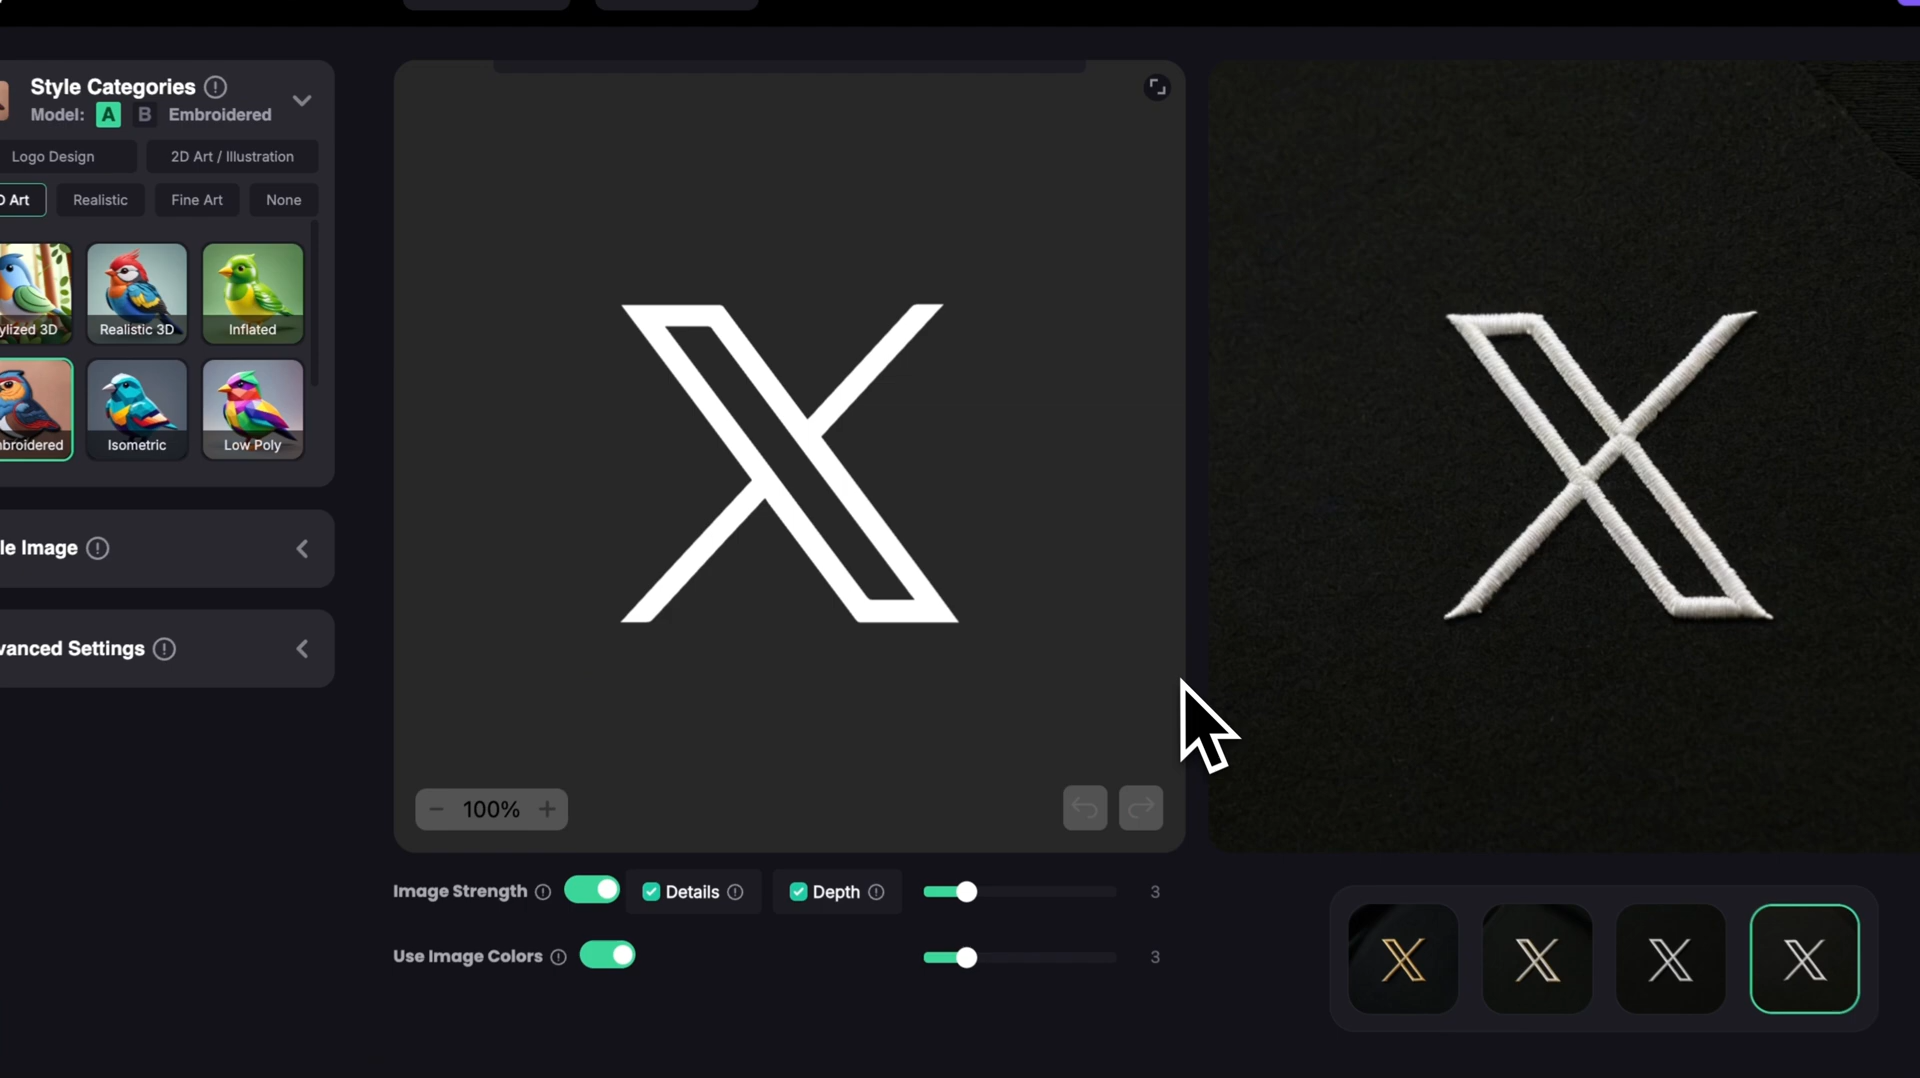 Style Categories
Model: A B Embroidered
Logo Design 2D Art / Illustration
D Art Realistic Fine Art None
ylized 3D Realistic 3D Inflated
nbroidered Isometric Low Poly
le Image
vanced Settings
100%
Image Strength Details Depth 3
Use Image Colors 3